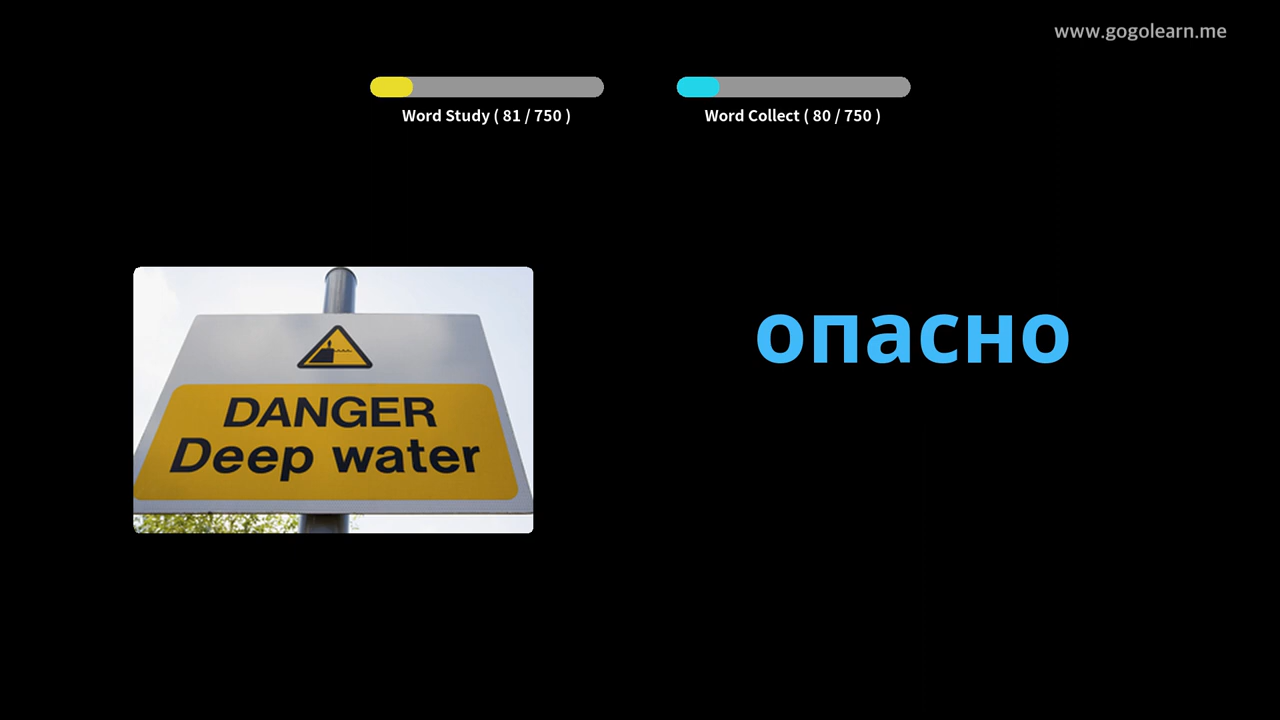 www.gogolearn.me
Word Study ( 81 / 750 )
Word Collect ( 80 / 750 )
DANGER
Deep water
опасно